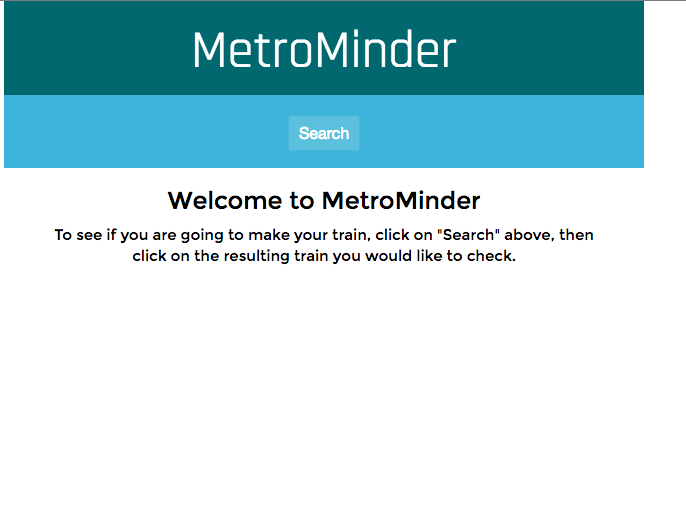 MetroMinder
Search
Welcome to MetroMinder
To see if you are going to make your train, click on "Search" above, then
click on the resulting train you would like to check.